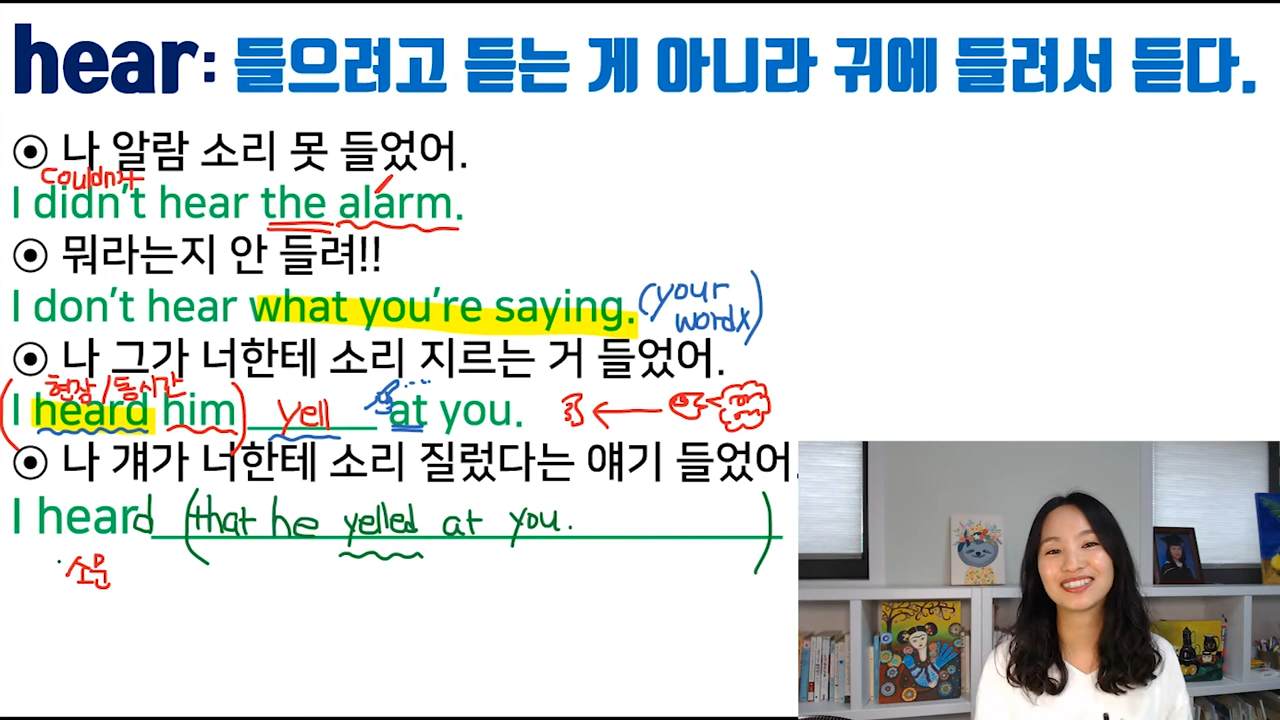 hear: 들으려고 듣는 게 아니라 귀에 들려서 듣다.
⊙ 나 알람 소리 못 들었어.
couldn't
I didn't hear the alarm.
⊙ 뭐라는지 안 들려!!
I don't hear what you're saying. (your words)
⊙ 나 그가 너한테 소리 지르는 거 들었어.
현장/동시간
I heard him yell at you.
⊙ 나 걔가 너한테 소리 질렀다는 얘기 들었어.
I heard (that he yelled at you. )
소문